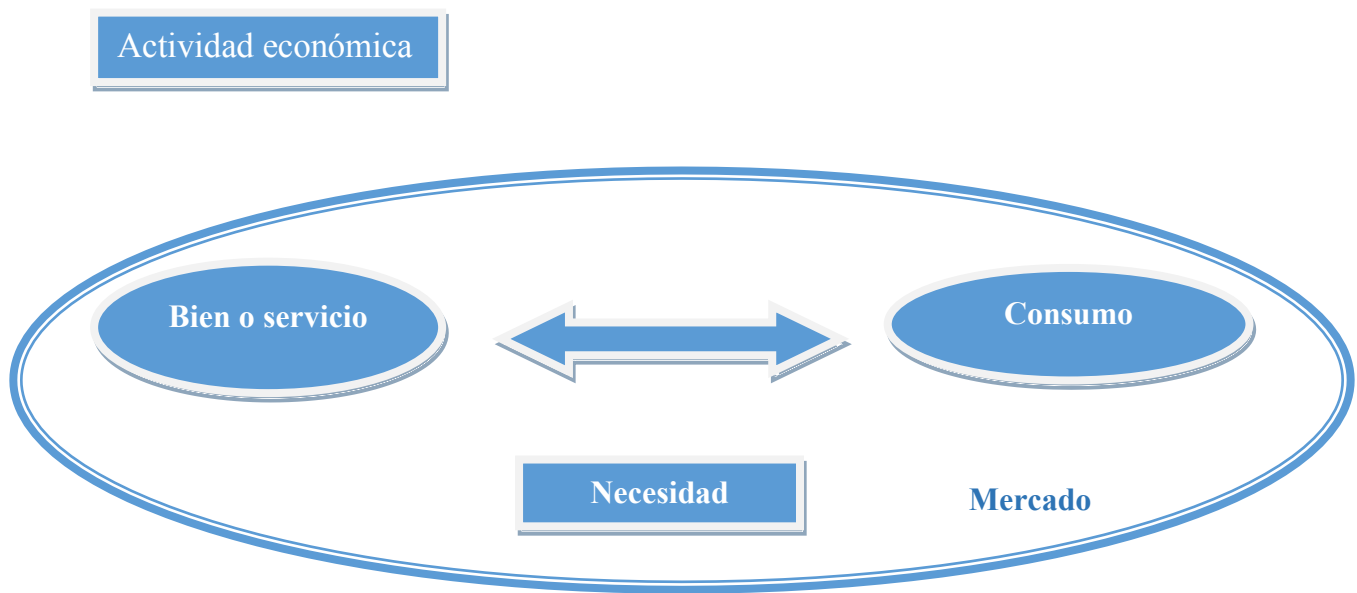 Actividad económica
Bien o servicio
Consumo
Necesidad
Mercado